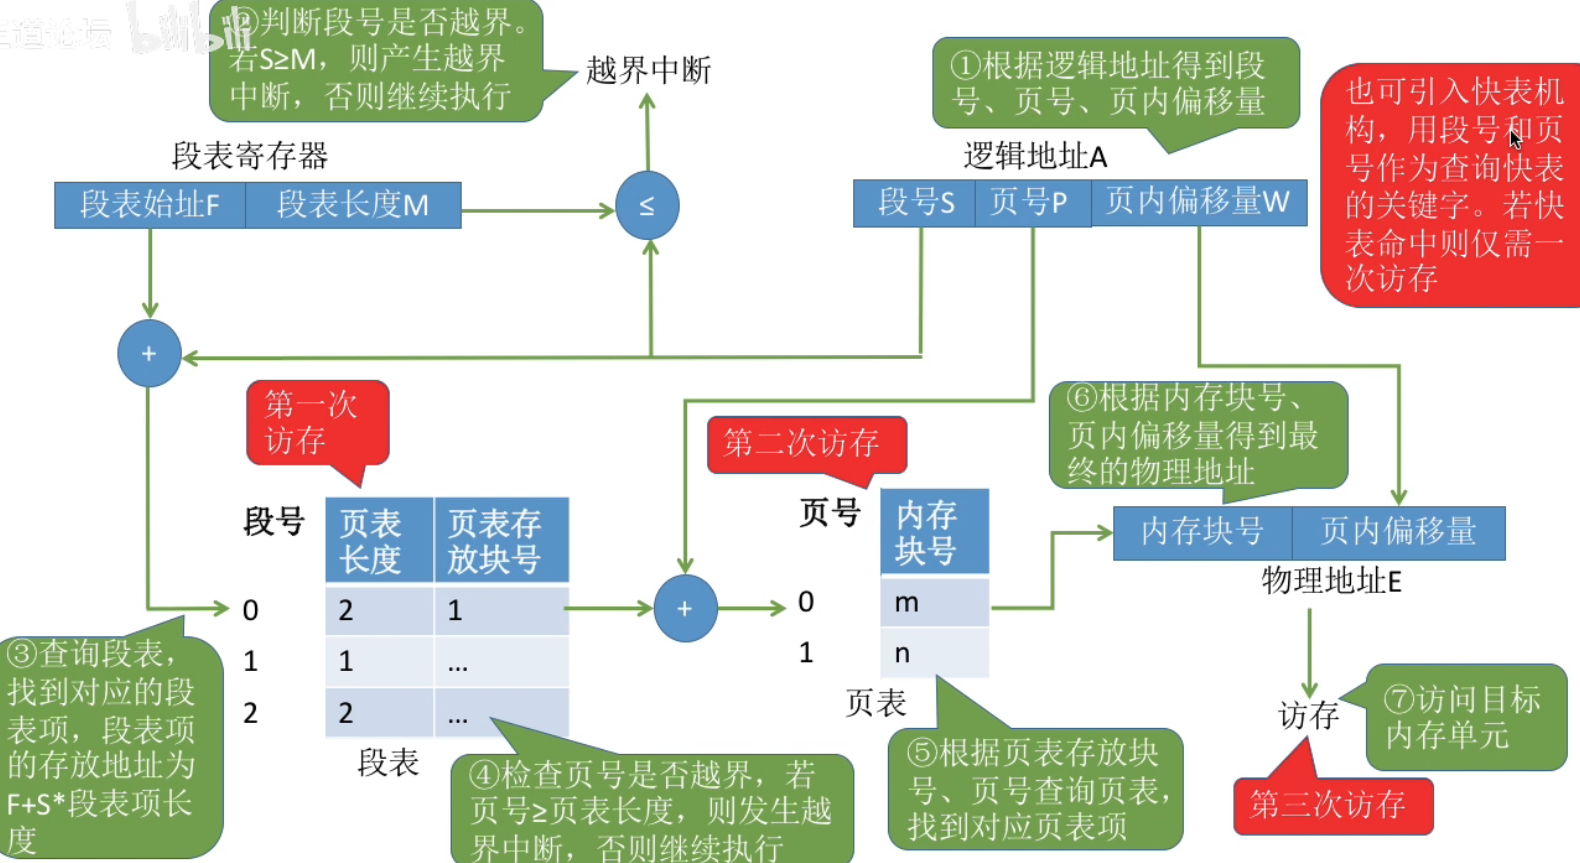 王道论坛 bilibili
②判断段号是否越界。
若S≥M，则产生越界
中断，否则继续执行
越界中断
①根据逻辑地址得到段
号、页号、页内偏移量
也可引入快表机
构，用段号和页
号作为查询快表
的关键字。若快
表命中则仅需一
次访存
段表寄存器
段表始址F 段表长度M
≤
逻辑地址A
段号S 页号P 页内偏移量W
+
第一次
访存
第二次访存
⑥根据内存块号、
页内偏移量得到最
终的物理地址
段号
页表
长度
页表存
放块号
0 2 1
1 1 ...
2 2 ...
段表
+
页号
内存
块号
0 m
1 n
页表
内存块号 页内偏移量
物理地址E
③查询段表，
找到对应的段
表项，段表项
的存放地址为
F+S*段表项长
度
④检查页号是否越界，若
页号≥页表长度，则发生越
界中断，否则继续执行
⑤根据页表存放块
号、页号查询页表，
找到对应页表项
访存
⑦访问目标
内存单元
第三次访存